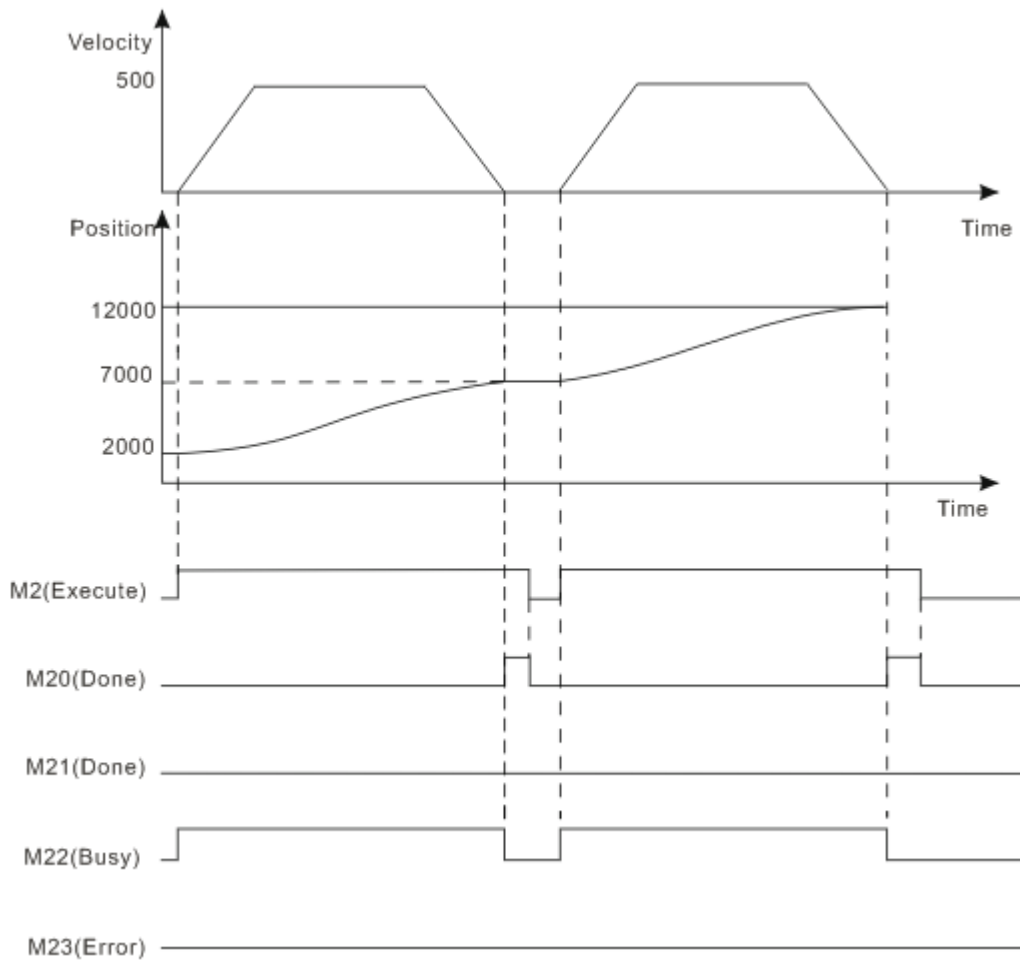 Velocity
500
Position
Time
12000
7000
2000
Time
M2(Execute)
M20(Done)
M21(Done)
M22(Busy)
M23(Error)